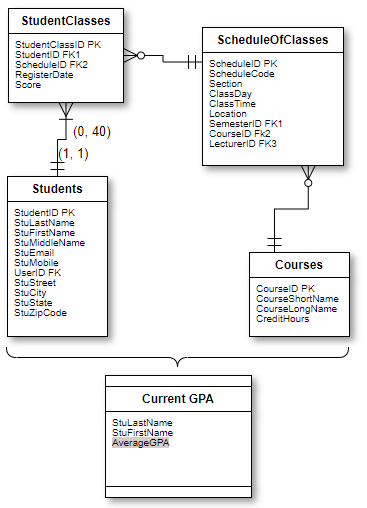 StudentClasses
StudentClassID PK
StudentID FK1
ScheduleID FK2
RegisterDate
Score
ScheduleOfClasses
ScheduleID PK
ScheduleCode
Section
ClassDay
ClassTime
Location
SemesterID FK1
CourseID Fk2
LecturerID FK3
(0, 40)
(1, 1)
Students
StudentID PK
StuLastName
StuFirstName
StuMiddleName
StuEmail
StuMobile
UserID FK
StuStreet
StuCity
StuState
StuZipCode
Courses
CourseID PK
CourseShortName
CourseLongName
CreditHours
Current GPA
StuLastName
StuFirstName
AverageGPA